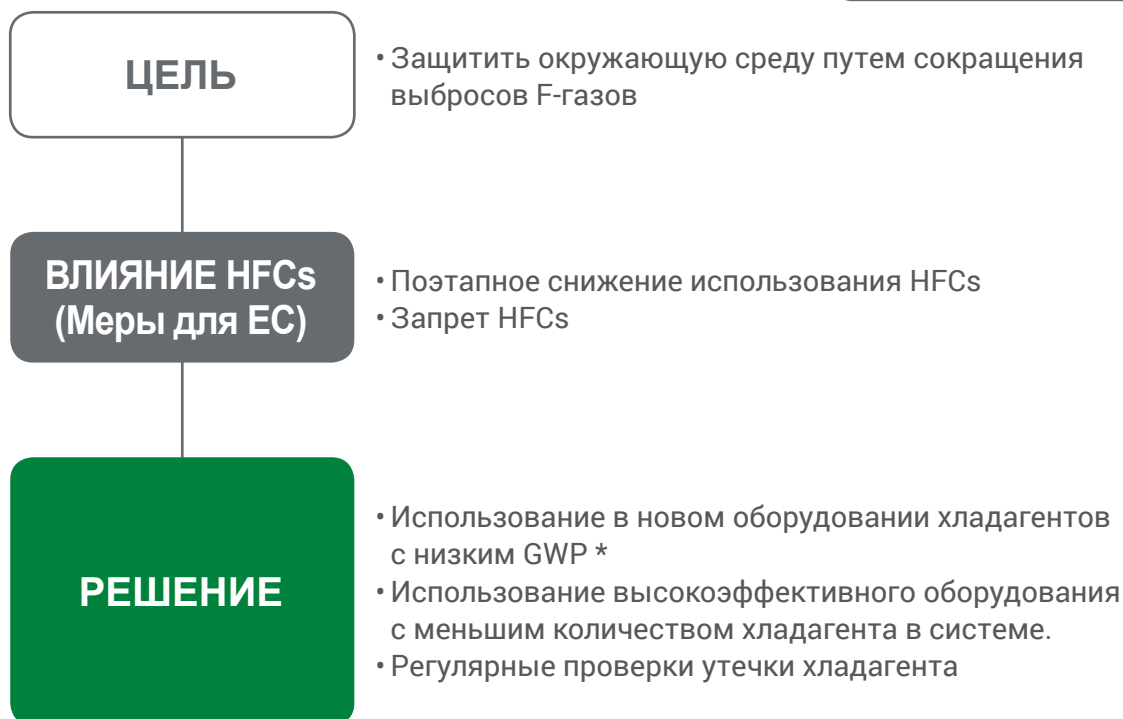 ЦЕЛЬ
• Защитить окружающую среду путем сокращения
выбросов F-газов
ВЛИЯНИЕ HFCs
(Меры для ЕС)
• Поэтапное снижение использования HFCs
• Запрет HFCs
РЕШЕНИЕ
• Использование в новом оборудовании хладагентов
с низким GWP *
• Использование высокоэффективного оборудования
с меньшим количеством хладагента в системе.
• Регулярные проверки утечки хладагента